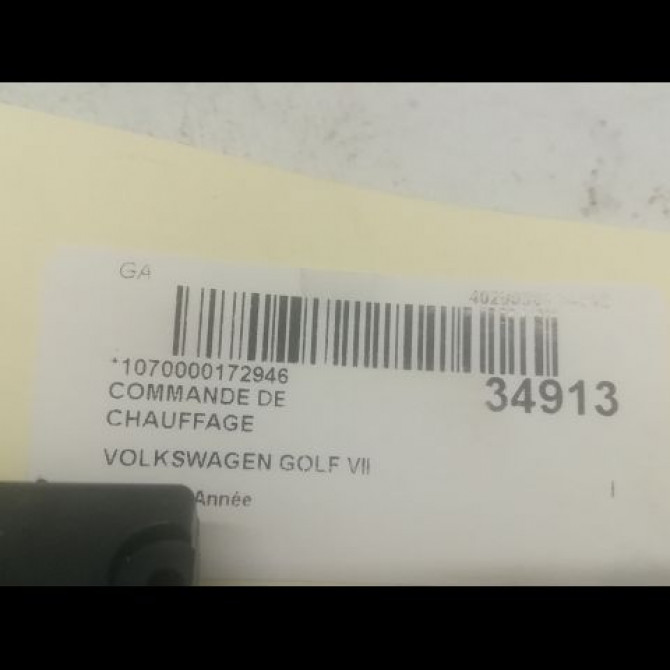 GA
*1070000172946
34913
COMMANDE DE
CHAUFFAGE
VOLKSWAGEN GOLF VII
Année